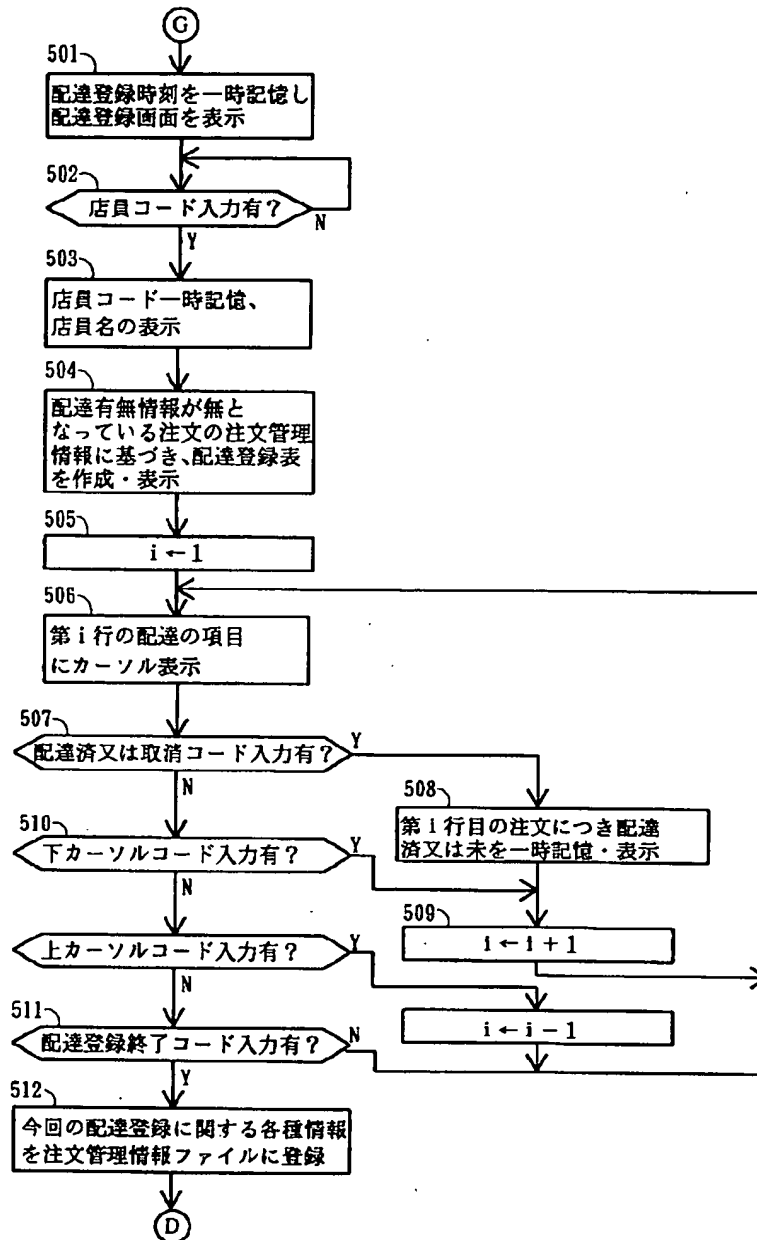 G
501
配達登録時刻を一時記憶し
配達登録画面を表示
502
店員コード入力有?
N
Y
503
店員コード一時記憶、
店員名の表示
504
配達有無情報が無と
なっている注文の注文管理
情報に基づき、配達登録表
を作成・表示
505
i←1
506
第i行の配達の項目
にカーソル表示
507
配達済又は取消コード入力有?
Y
N
508
第i行目の注文につき配達
済又は未を一時記憶・表示
510
下カーソルコード入力有?
Y
N
509
i←i+1
上カーソルコード入力有?
Y
N
i←i-1
511
配達登録終了コード入力有?
N
Y
512
今回の配達登録に関する各種情報
を注文管理情報ファイルに登録
D